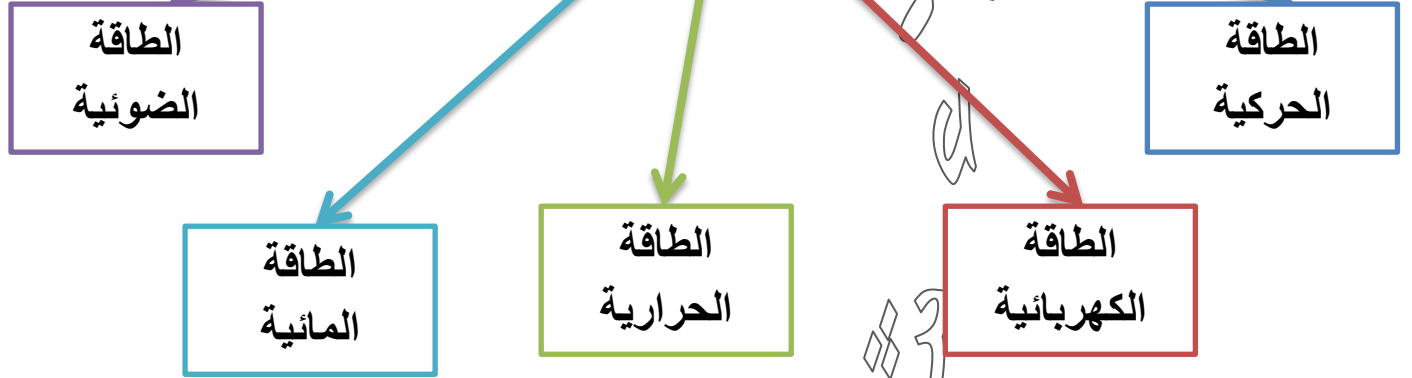 الطاقة
الحركية
الطاقة
الضوئية
الطاقة
الكهربائية
الطاقة
الحرارية
الطاقة
المائية